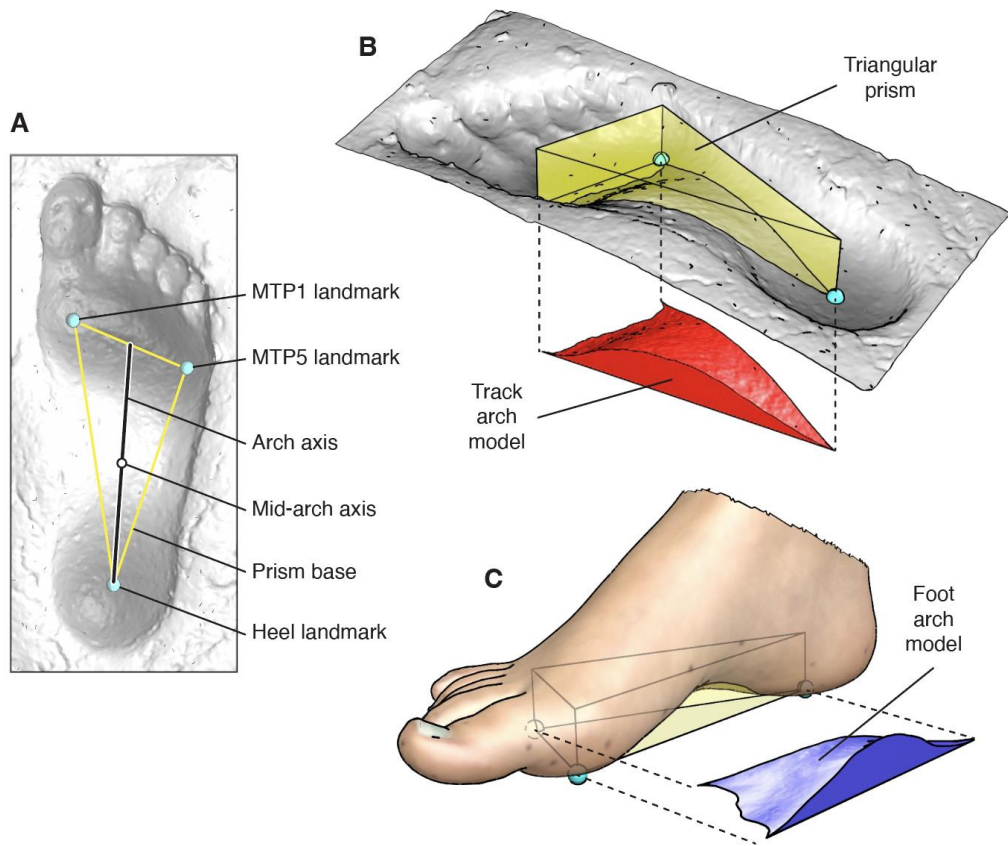 A
MTP1 landmark
MTP5 landmark
Arch axis
Mid-arch axis
Prism base
Heel landmark
B
Triangular
prism
Track
arch
model
C
Foot
arch
model